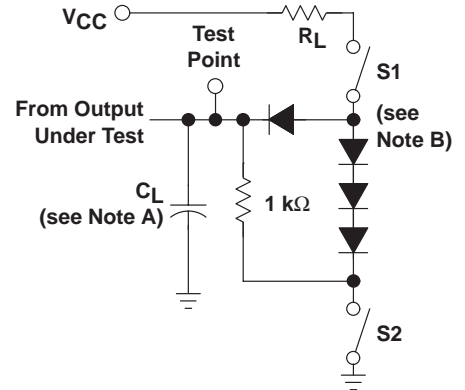 VCC
RL
Test
Point
S1
From Output
Under Test
(see
Note B)
CL
(see Note A)
1 kΩ
S2